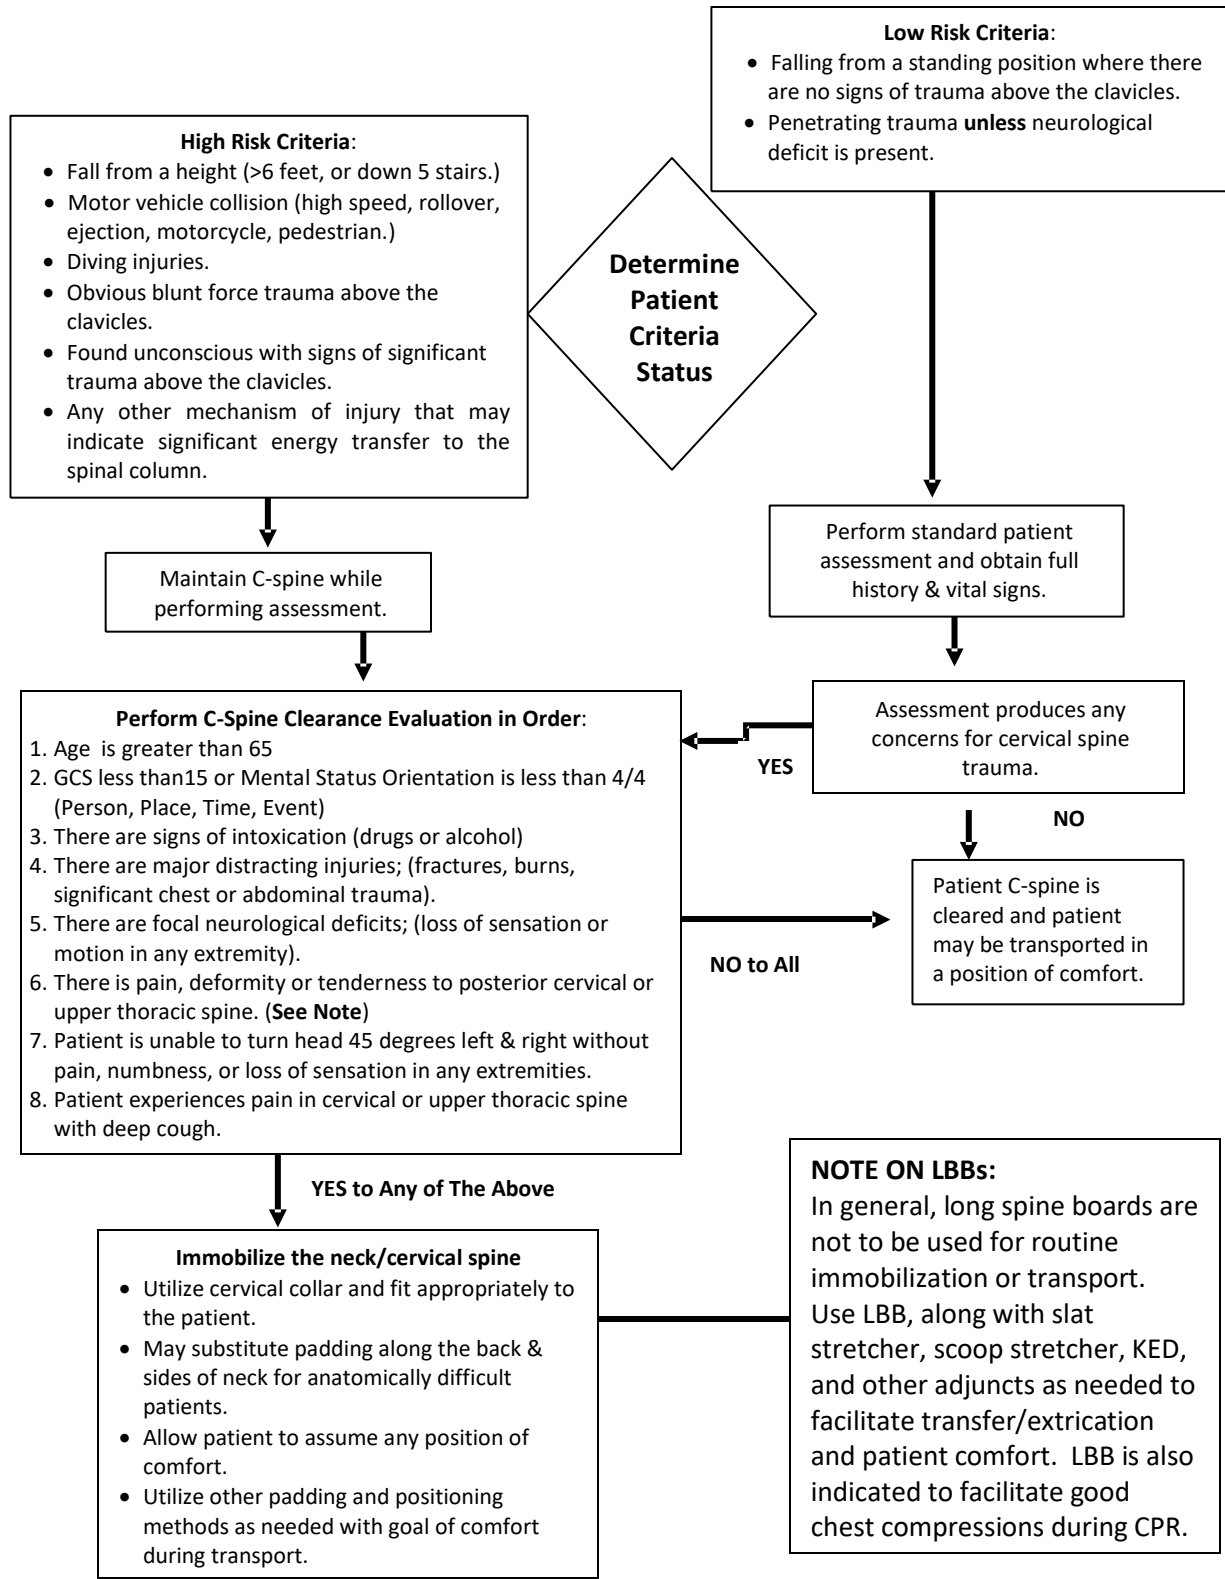 Low Risk Criteria:
• Falling from a standing position where there
are no signs of trauma above the clavicles.
• Penetrating trauma unless neurological
deficit is present.
High Risk Criteria:
• Fall from a height (>6 feet, or down 5 stairs.)
• Motor vehicle collision (high speed, rollover,
ejection, motorcycle, pedestrian.)
• Diving injuries.
• Obvious blunt force trauma above the
clavicles.
• Found unconscious with signs of significant
trauma above the clavicles.
• Any other mechanism of injury that may
indicate significant energy transfer to the
spinal column.
Determine
Patient
Criteria
Status
Maintain C-spine while
performing assessment.
Perform standard patient
assessment and obtain full
history & vital signs.
Perform C-Spine Clearance Evaluation in Order:
1. Age is greater than 65
2. GCS less than15 or Mental Status Orientation is less than 4/4
(Person, Place, Time, Event)
3. There are signs of intoxication (drugs or alcohol)
4. There are major distracting injuries; (fractures, burns,
significant chest or abdominal trauma).
5. There are focal neurological deficits; (loss of sensation or
motion in any extremity).
6. There is pain, deformity or tenderness to posterior cervical or
upper thoracic spine. (See Note)
7. Patient is unable to turn head 45 degrees left & right without
pain, numbness, or loss of sensation in any extremities.
8. Patient experiences pain in cervical or upper thoracic spine
with deep cough.
Assessment produces any
concerns for cervical spine
trauma.
YES
NO
Patient C-spine is
cleared and patient
may be transported in
a position of comfort.
NO to All
YES to Any of The Above
Immobilize the neck/cervical spine
• Utilize cervical collar and fit appropriately to
the patient.
• May substitute padding along the back &
sides of neck for anatomically difficult
patients.
• Allow patient to assume any position of
comfort.
• Utilize other padding and positioning
methods as needed with goal of comfort
during transport.
NOTE ON LBBs:
In general, long spine boards are
not to be used for routine
immobilization or transport.
Use LBB, along with slat
stretcher, scoop stretcher, KED,
and other adjuncts as needed to
facilitate transfer/extrication
and patient comfort. LBB is also
indicated to facilitate good
chest compressions during CPR.